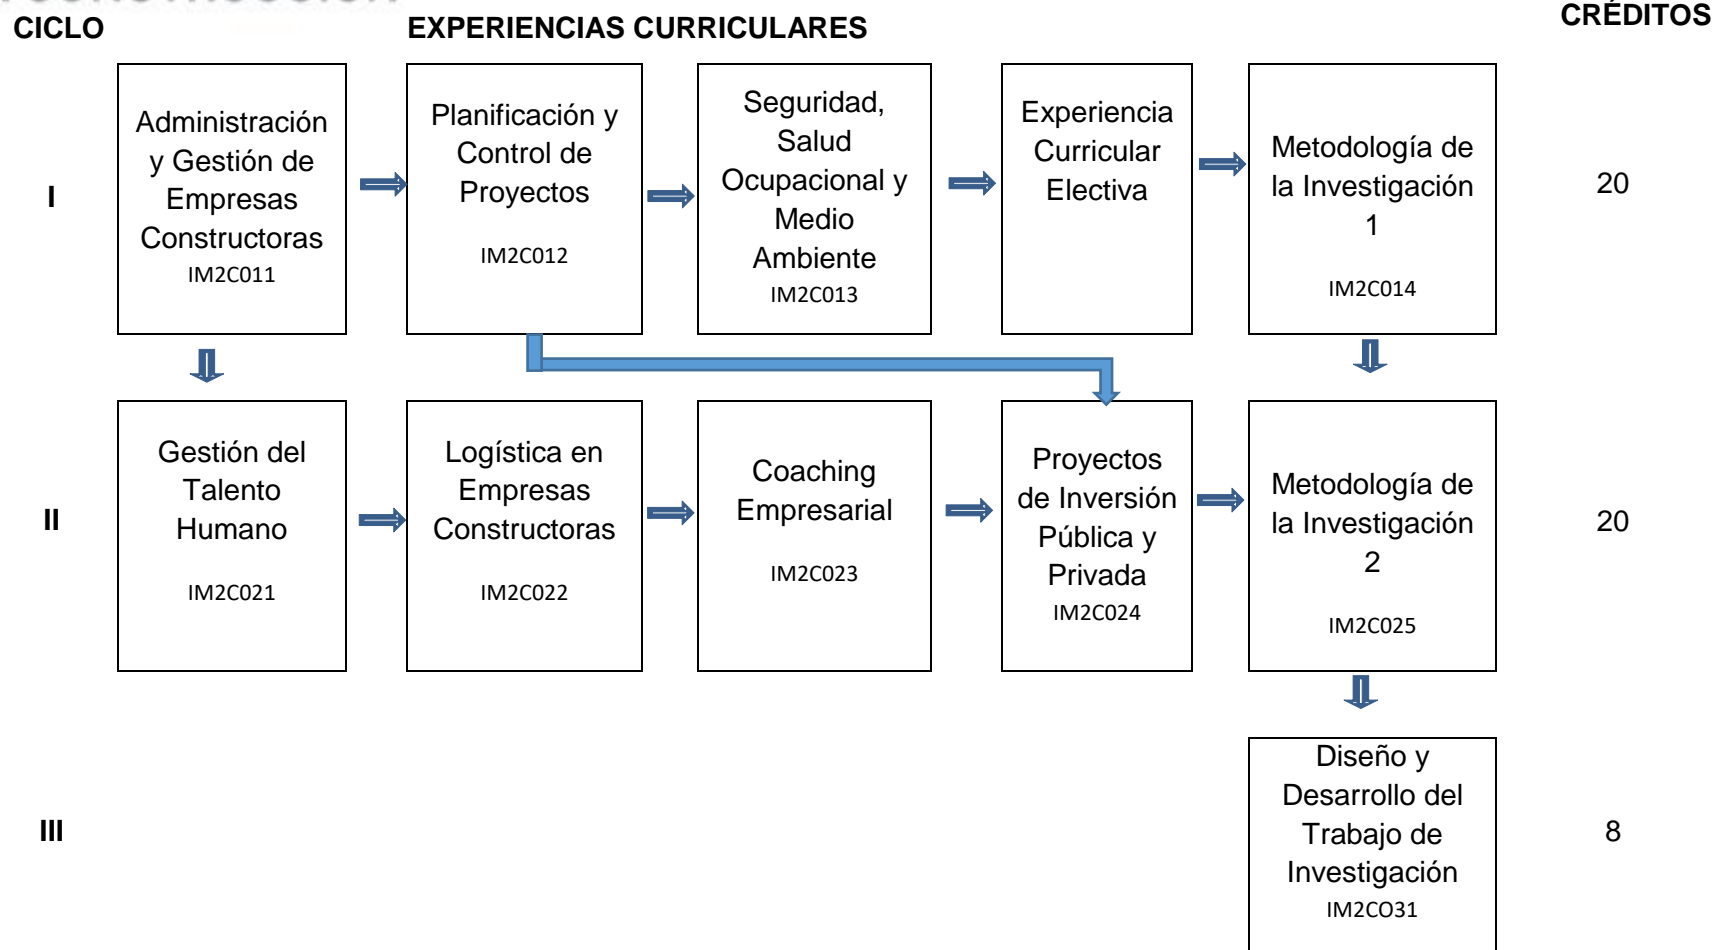 CRÉDITOS
CICLO
EXPERIENCIAS CURRICULARES
I
Administración
y Gestión de
Empresas
Constructoras
IM2C011
Planificación y
Control de
Proyectos
IM2C012
Seguridad,
Salud
Ocupacional y
Medio
Ambiente
IM2C013
Experiencia
Curricular
Electiva
Metodología de
la Investigación
1
IM2C014
20
II
Gestión del
Talento
Humano
IM2C021
Logística en
Empresas
Constructoras
IM2C022
Coaching
Empresarial
IM2C023
Proyectos
de Inversión
Pública y
Privada
IM2C024
Metodología de
la Investigación
2
IM2C025
20
III
Diseño y
Desarrollo del
Trabajo de
Investigación
IM2CO31
8